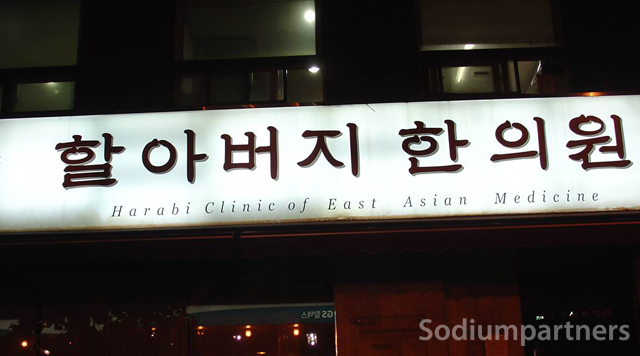 할아버지 한의원
Harabi Clinic of East Asian Medicine
Sodiumpartners